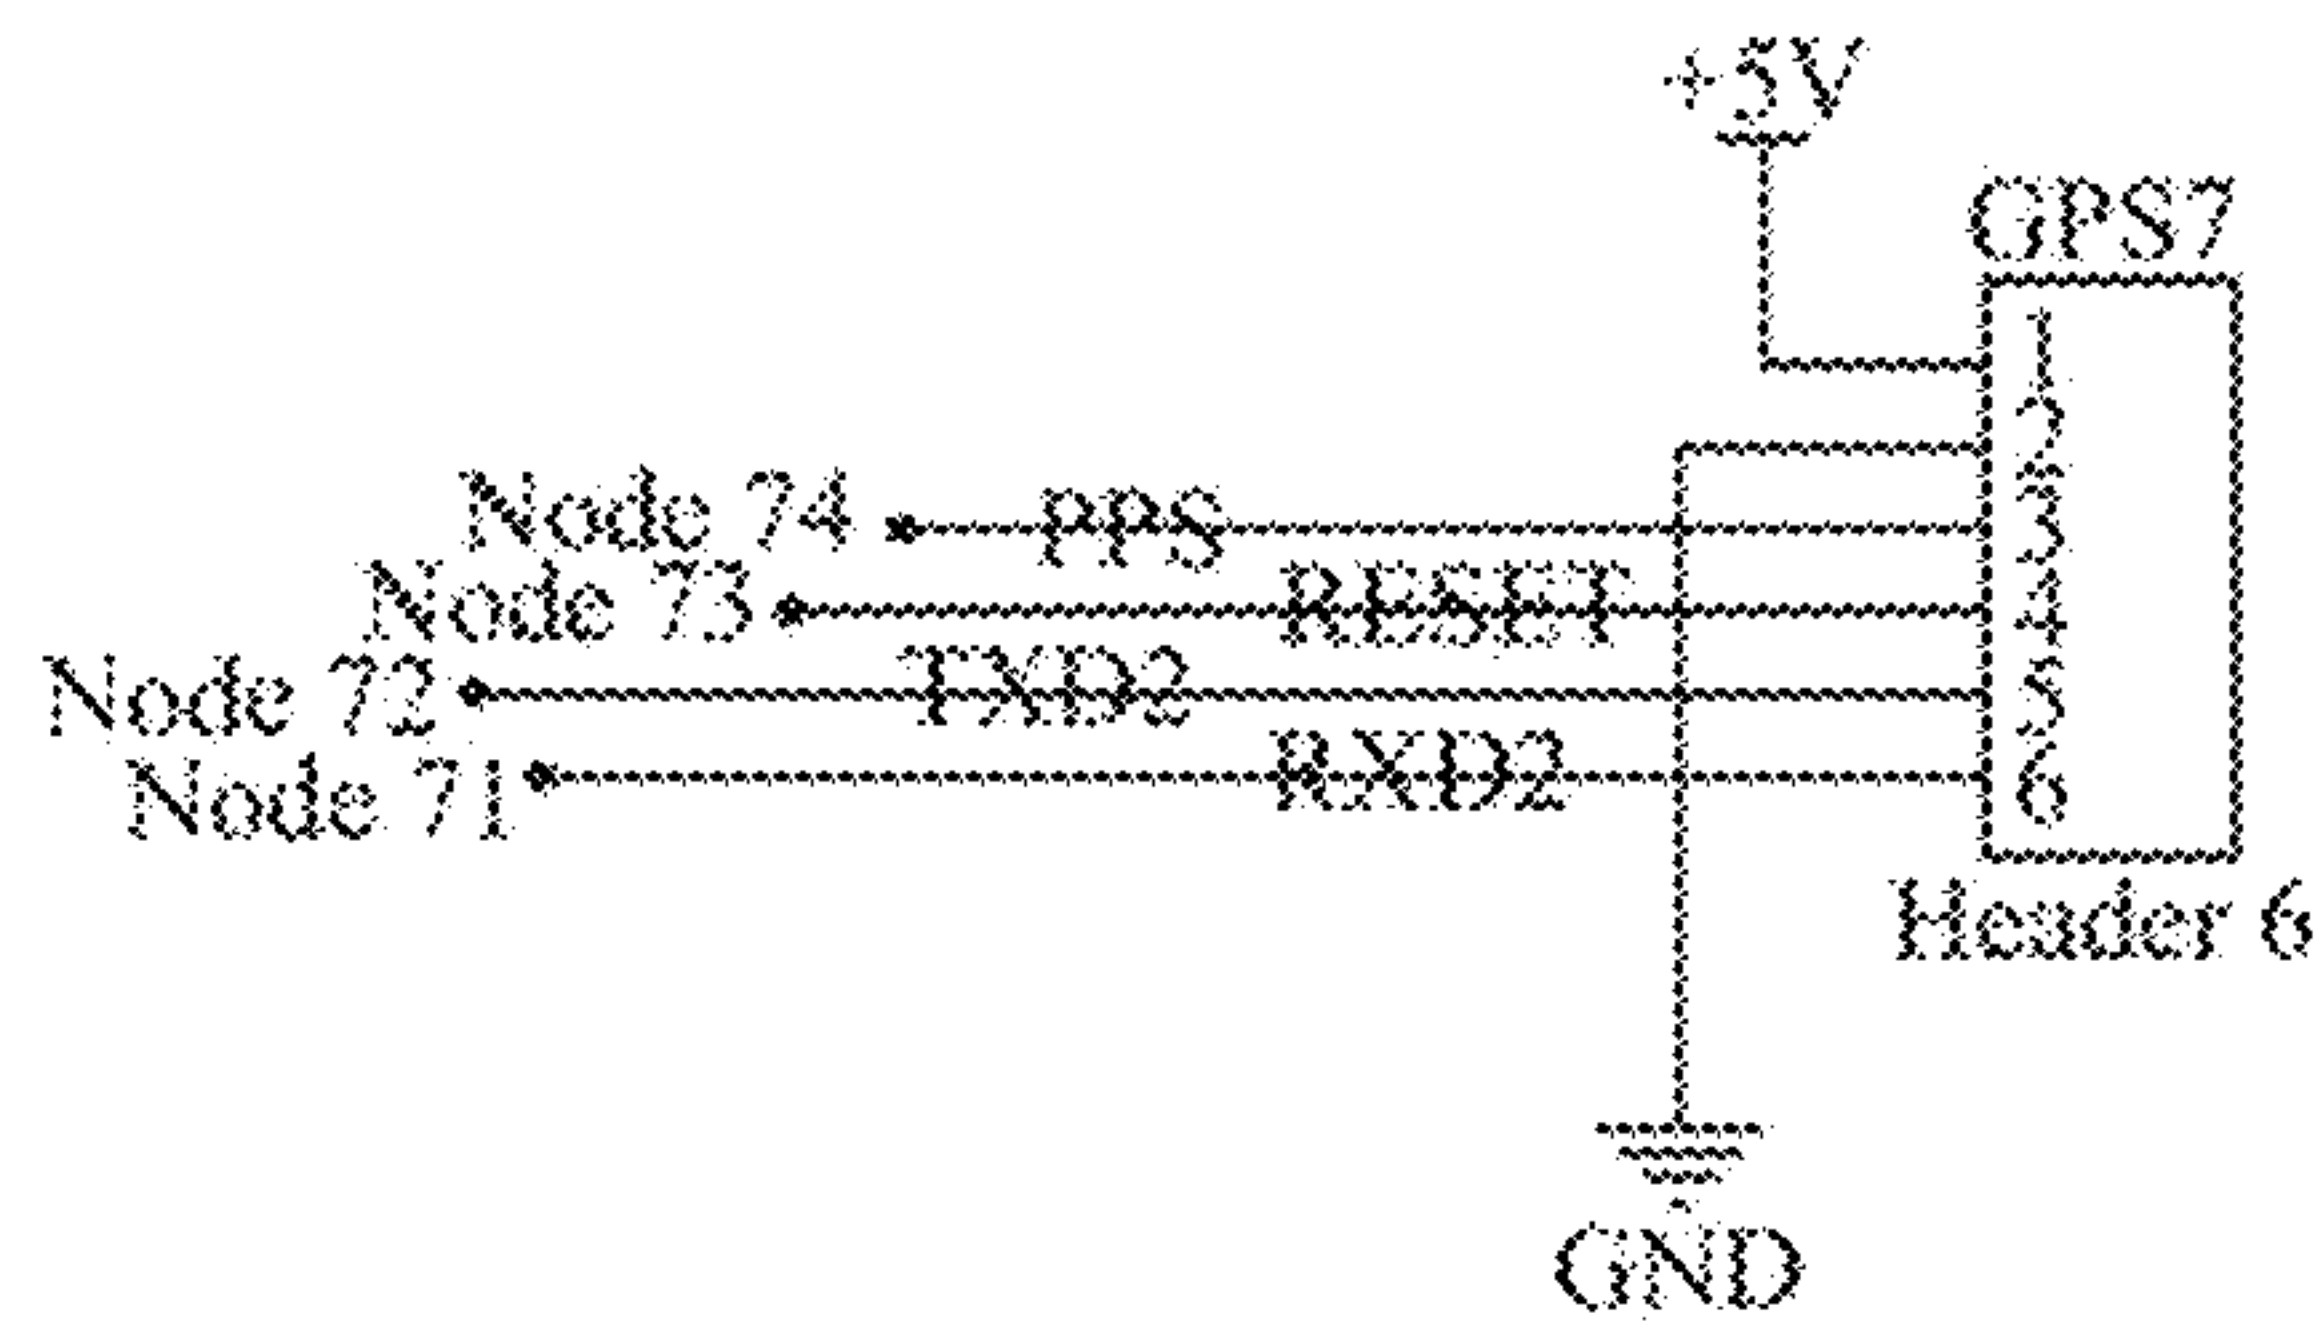 +5V
GPS7
1
2
Node 74 PPS 3
Node 73 RESET 4
Node 72 TXD2 5
Node 71 RXD2 6
Header 6
GND